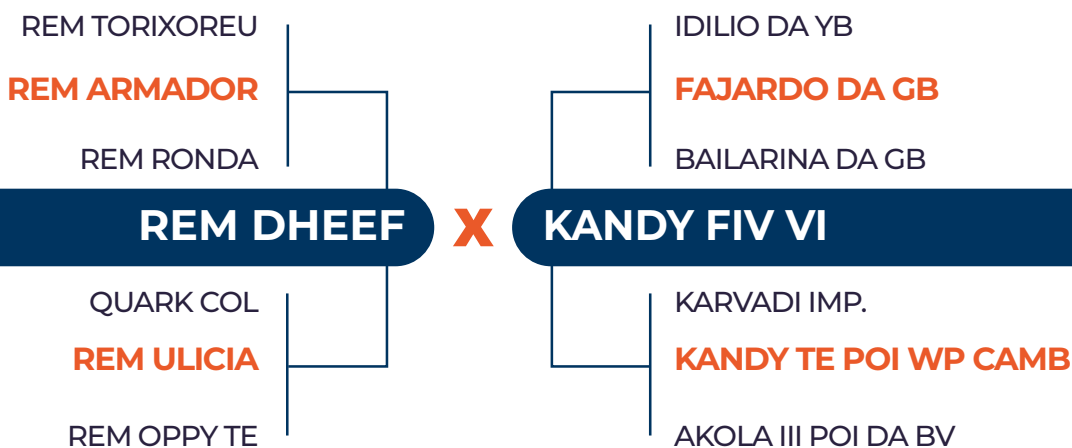 REM TORIXOREU
REM ARMADOR
REM RONDA
REM DHEEF
QUARK COL
REM ULICIA
REM OPPY TE
X
IDILIO DA YB
FAJARDO DA GB
BAILARINA DA GB
KANDY FIV VI
KARVADI IMP.
KANDY TE POI WP CAMB
AKOLA III POI DA BV